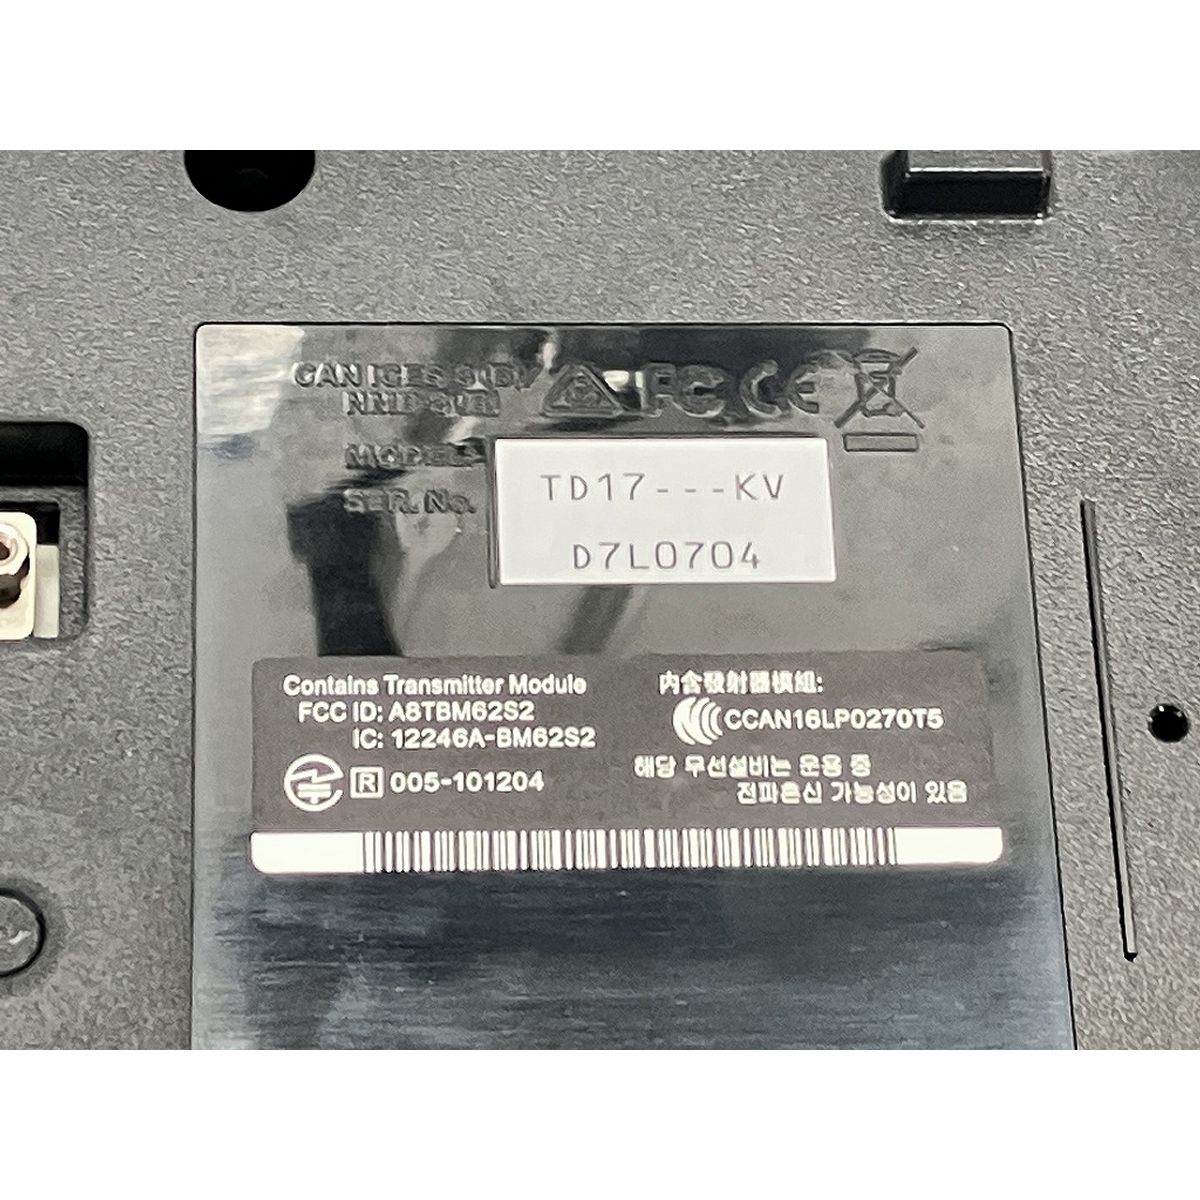 CAN ICES-3 (B)/
NMB-3 (B)
FC CE
MODEL
TD17---KV
SER. No.
D7L0704
Contains Transmitter Module
FCC ID: A8TBM62S2
IC: 12246A-BM62S2
R 005-101204
內含發射器模組:
CCAN16LP0270T5
해당 무선설비는 운용 중
전파혼신 가능성이 있음